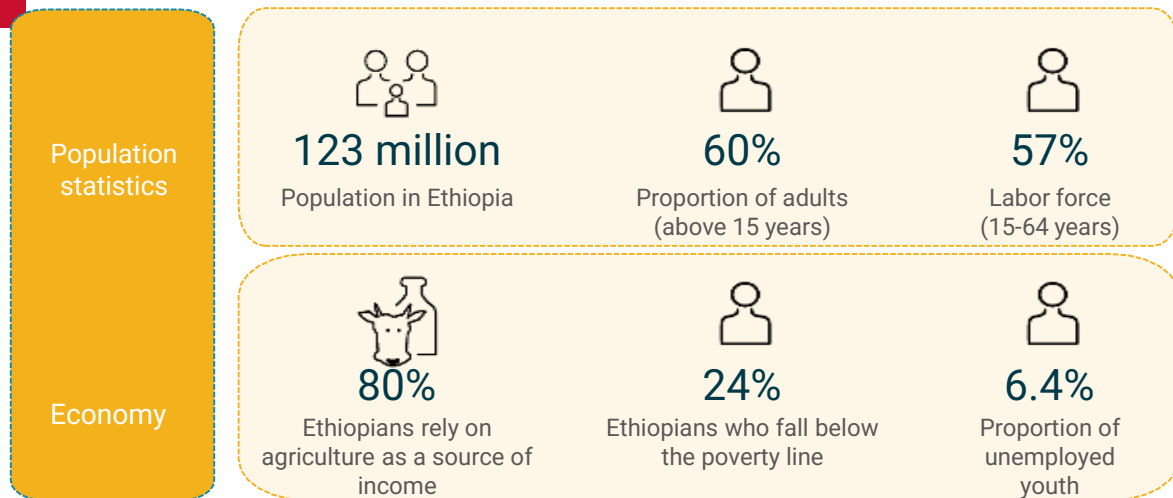 Population
statistics
123 million
Population in Ethiopia
60%
Proportion of adults
(above 15 years)
57%
Labor force
(15-64 years)
Economy
80%
Ethiopians rely on
agriculture as a source of
income
24%
Ethiopians who fall below
the poverty line
6.4%
Proportion of
unemployed
youth